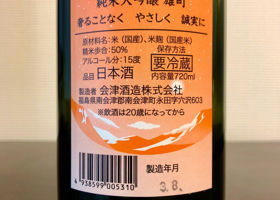 純米大吟醸 雄町
奢ることなく やさしく 誠実に
原材料名:米(国産)、米麹(国産米)
精米歩合:50% 保存方法
アルコール分:15度 要冷蔵
品目 日本酒 内容量720ml
製造者 会津酒造株式会社
福島県南会津郡南会津町永田字穴沢603
※飲酒は20歳になってから
4938599005310
製造年月
3.8.